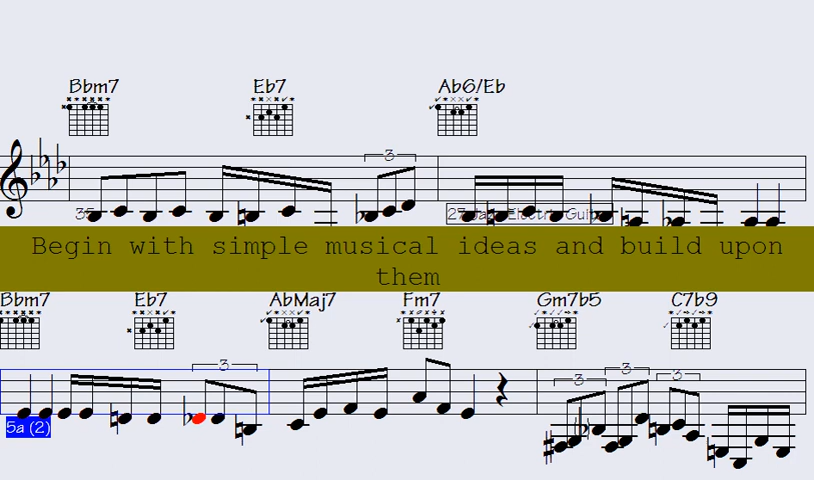 Bbm7 Eb7 Ab6/Eb
3
27 Jazz Electric Guitar
Begin with simple musical ideas and build upon
them
Bbm7 Eb7 AbMaj7 Fm7 Gm7b5 C7b9
3 3 3 3
5a (2)